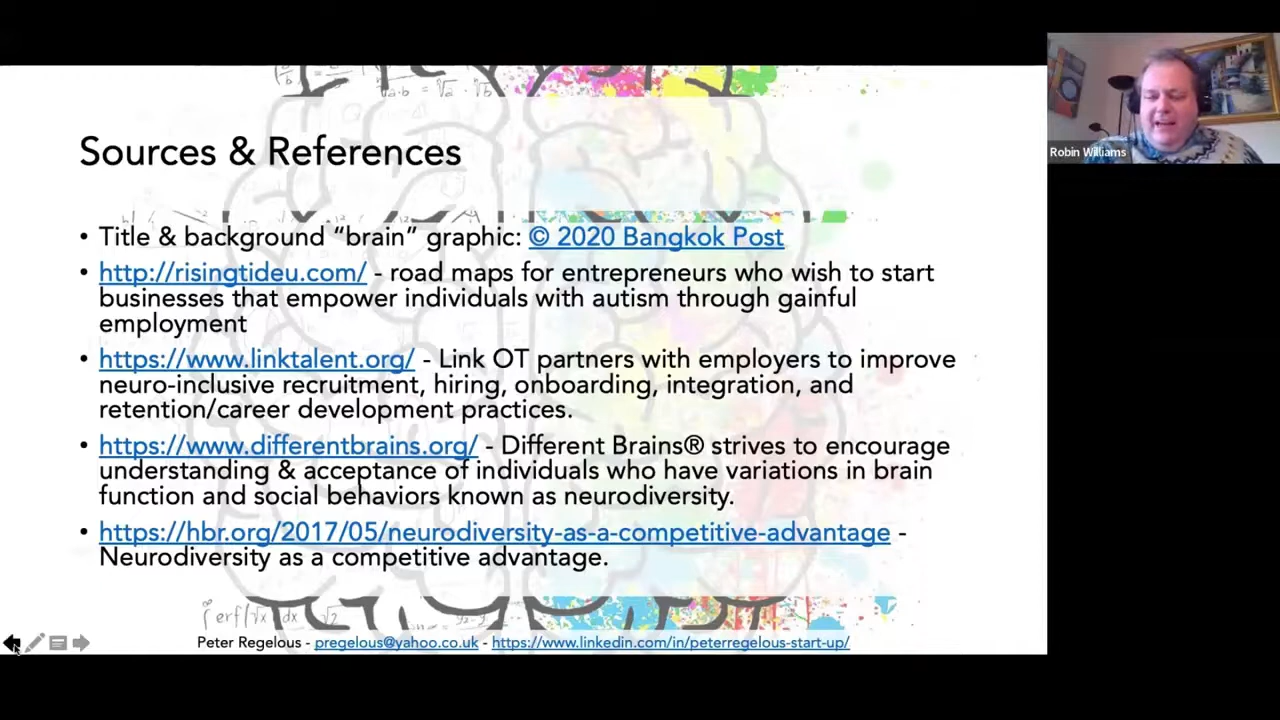 Sources & References
• Title & background “brain” graphic: © 2020 Bangkok Post
• http://risingtideu.com/ - road maps for entrepreneurs who wish to start
businesses that empower individuals with autism through gainful
employment
• https://www.linktalent.org/ - Link OT partners with employers to improve
neuro-inclusive recruitment, hiring, onboarding, integration, and
retention/career development practices.
• https://www.differentbrains.org/ - Different Brains® strives to encourage
understanding & acceptance of individuals who have variations in brain
function and social behaviors known as neurodiversity.
• https://hbr.org/2017/05/neurodiversity-as-a-competitive-advantage -
Neurodiversity as a competitive advantage.
Peter Regelous - pregelous@yahoo.co.uk - https://www.linkedin.com/in/peterregelous-start-up/
Robin Williams